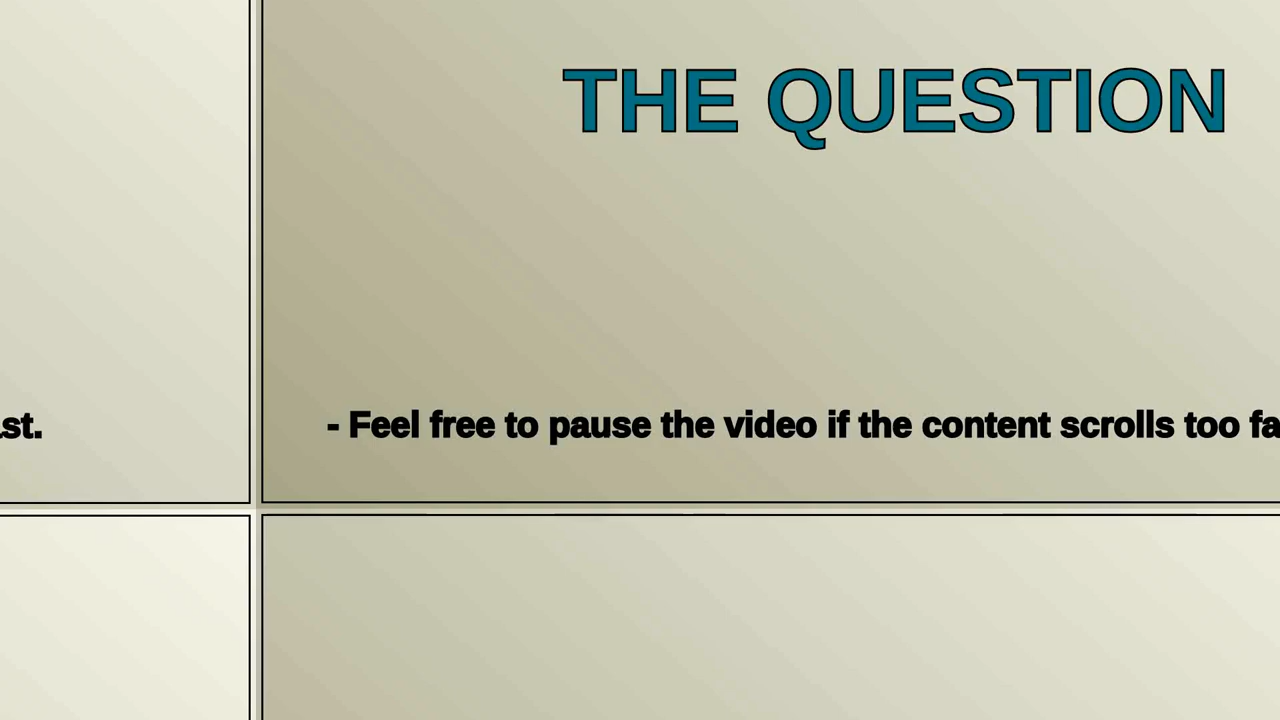 THE QUESTION
st.
- Feel free to pause the video if the content scrolls too fa